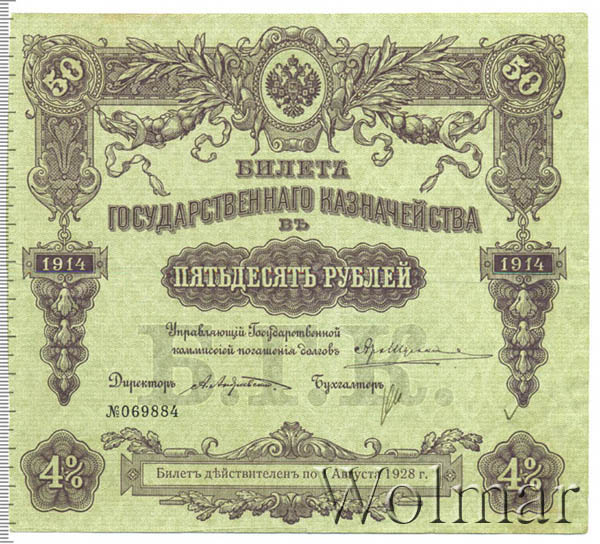 50 50
БИЛЕТЪ
ГОСУДАРСТВЕННАГО КАЗНАЧЕЙСТВА
ВЪ
1914 1914
ПЯТЬДЕСЯТЪ РУБЛЕЙ
Управляющій Государственной
коммиссіей погашенія долговъ
Директоръ Бухгалтеръ
№069884
В.Г.К.
4% 4%
Билетъ дѣйствителенъ по 1 Августа 1928 г.
Wolmar